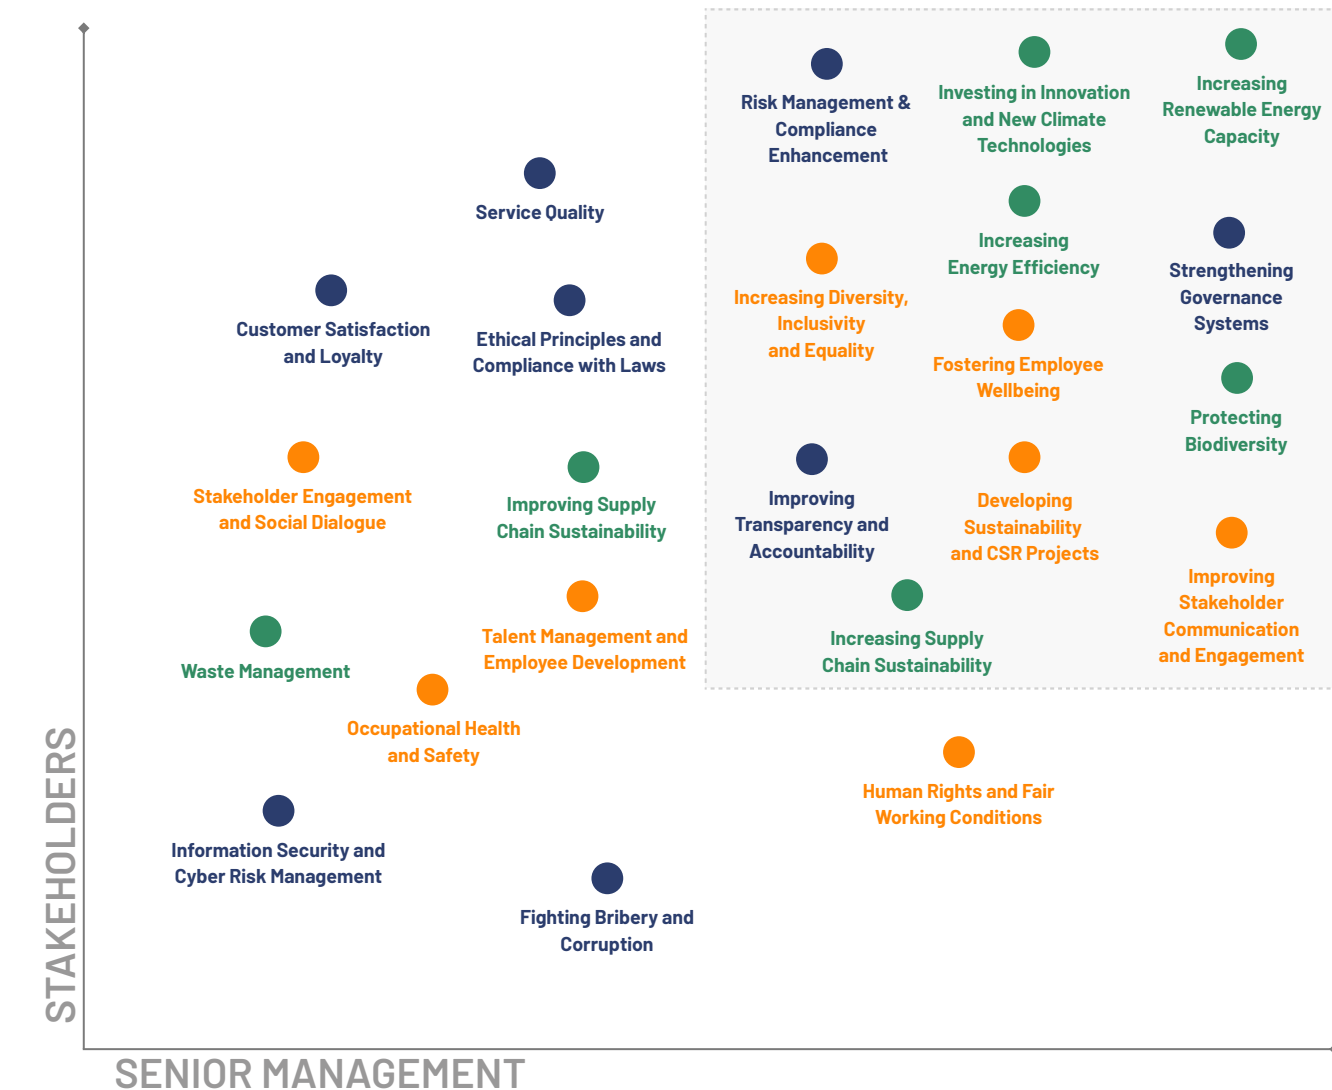 Risk Management &
Compliance
Enhancement
Investing in Innovation
and New Climate
Technologies
Increasing
Renewable Energy
Capacity
Service Quality
Increasing
Energy Efficiency
Strengthening
Governance
Systems
Customer Satisfaction
and Loyalty
Ethical Principles and
Compliance with Laws
Increasing Diversity,
Inclusivity
and Equality
Fostering Employee
Wellbeing
Protecting
Biodiversity
Stakeholder Engagement
and Social Dialogue
Improving Supply
Chain Sustainability
Improving
Transparency and
Accountability
Developing
Sustainability
and CSR Projects
Improving
Stakeholder
Communication
and Engagement
Waste Management
Talent Management and
Employee Development
Increasing Supply
Chain Sustainability
Occupational Health
and Safety
Human Rights and Fair
Working Conditions
Information Security and
Cyber Risk Management
Fighting Bribery and
Corruption
STAKEHOLDERS
SENIOR MANAGEMENT